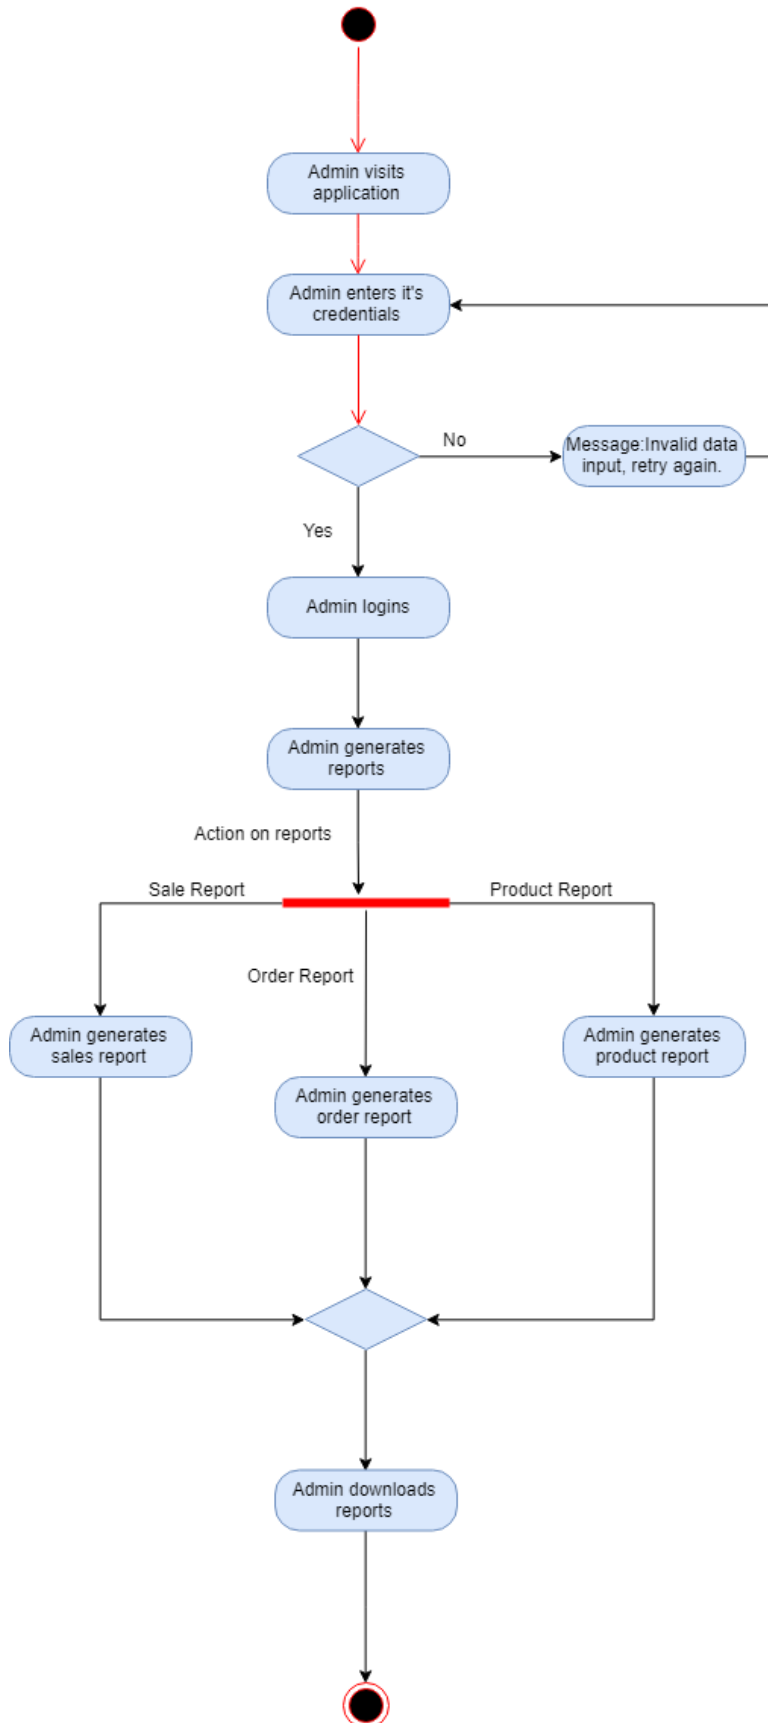 Admin visits
application
Admin enters it's
credentials
No
Message:Invalid data
input, retry again.
Yes
Admin logins
Admin generates
reports
Action on reports
Sale Report
Product Report
Order Report
Admin generates
sales report
Admin generates
product report
Admin generates
order report
Admin downloads
reports